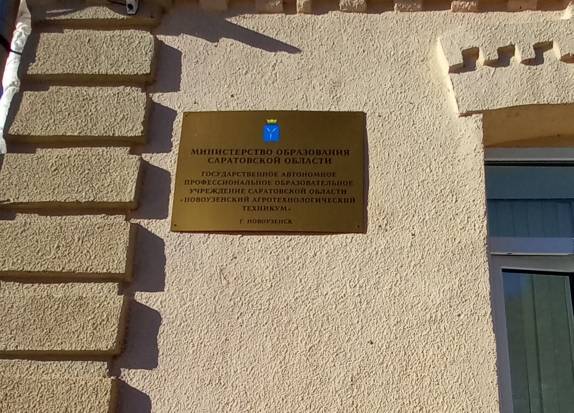 МИНИСТЕРСТВО ОБРАЗОВАНИЯ
САРАТОВСКОЙ ОБЛАСТИ
ГОСУДАРСТВЕННОЕ АВТОНОМНОЕ
ПРОФЕССИОНАЛЬНОЕ ОБРАЗОВАТЕЛЬНОЕ
УЧРЕЖДЕНИЕ САРАТОВСКОЙ ОБЛАСТИ
«НОВОУЗЕНСКИЙ АГРОТЕХНОЛОГИЧЕСКИЙ
ТЕХНИКУМ»
Г. НОВОУЗЕНСК